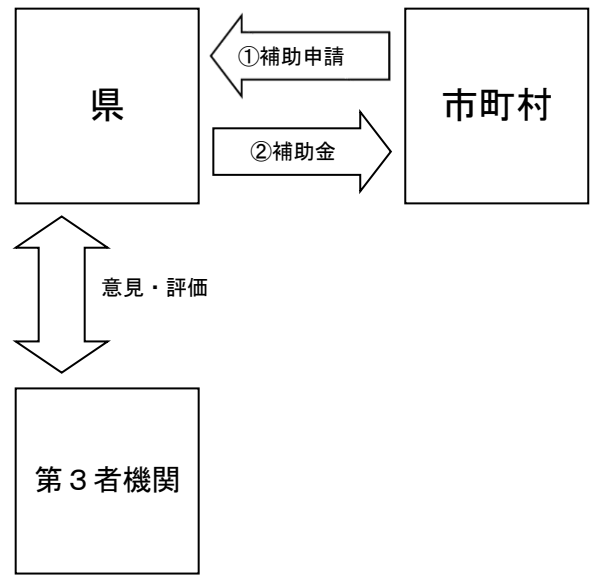 県
①補助申請
市町村
②補助金
意見・評価
第３者機関